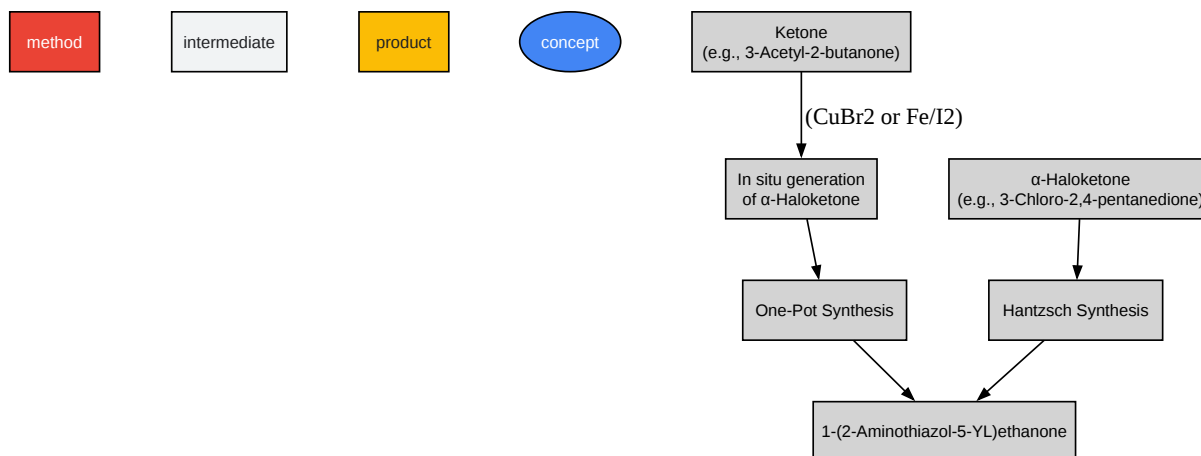 method
intermediate
product
concept
Ketone
(e.g., 3-Acetyl-2-butanone)
(CuBr2 or Fe/I2)
In situ generation
of α-Haloketone
α-Haloketone
(e.g., 3-Chloro-2,4-pentanedione)
One-Pot Synthesis
Hantzsch Synthesis
1-(2-Aminothiazol-5-YL)ethanone